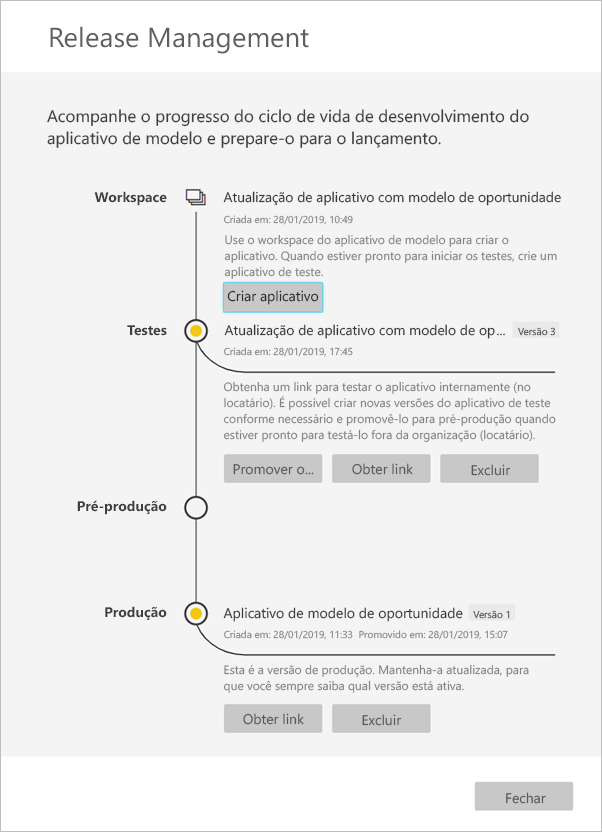 Release Management
Acompanhe o progresso do ciclo de vida de desenvolvimento do
aplicativo de modelo e prepare-o para o lançamento.
Workspace
Atualização de aplicativo com modelo de oportunidade
Criada em: 28/01/2019, 10:49
Use o workspace do aplicativo de modelo para criar o
aplicativo. Quando estiver pronto para iniciar os testes, crie um
aplicativo de teste.
Criar aplicativo
Testes
Atualização de aplicativo com modelo de op... Versão 3
Criada em: 28/01/2019, 17:45
Obtenha um link para testar o aplicativo internamente (no
locatário). É possível criar novas versões do aplicativo de teste
conforme necessário e promovê-lo para pré-produção quando
estiver pronto para testá-lo fora da organização (locatário).
Promover o... Obter link Excluir
Pré-produção
Produção
Aplicativo de modelo de oportunidade Versão 1
Criada em: 28/01/2019, 11:33 Promovido em: 28/01/2019, 15:07
Esta é a versão de produção. Mantenha-a atualizada, para
que você sempre saiba qual versão está ativa.
Obter link Excluir
Fechar